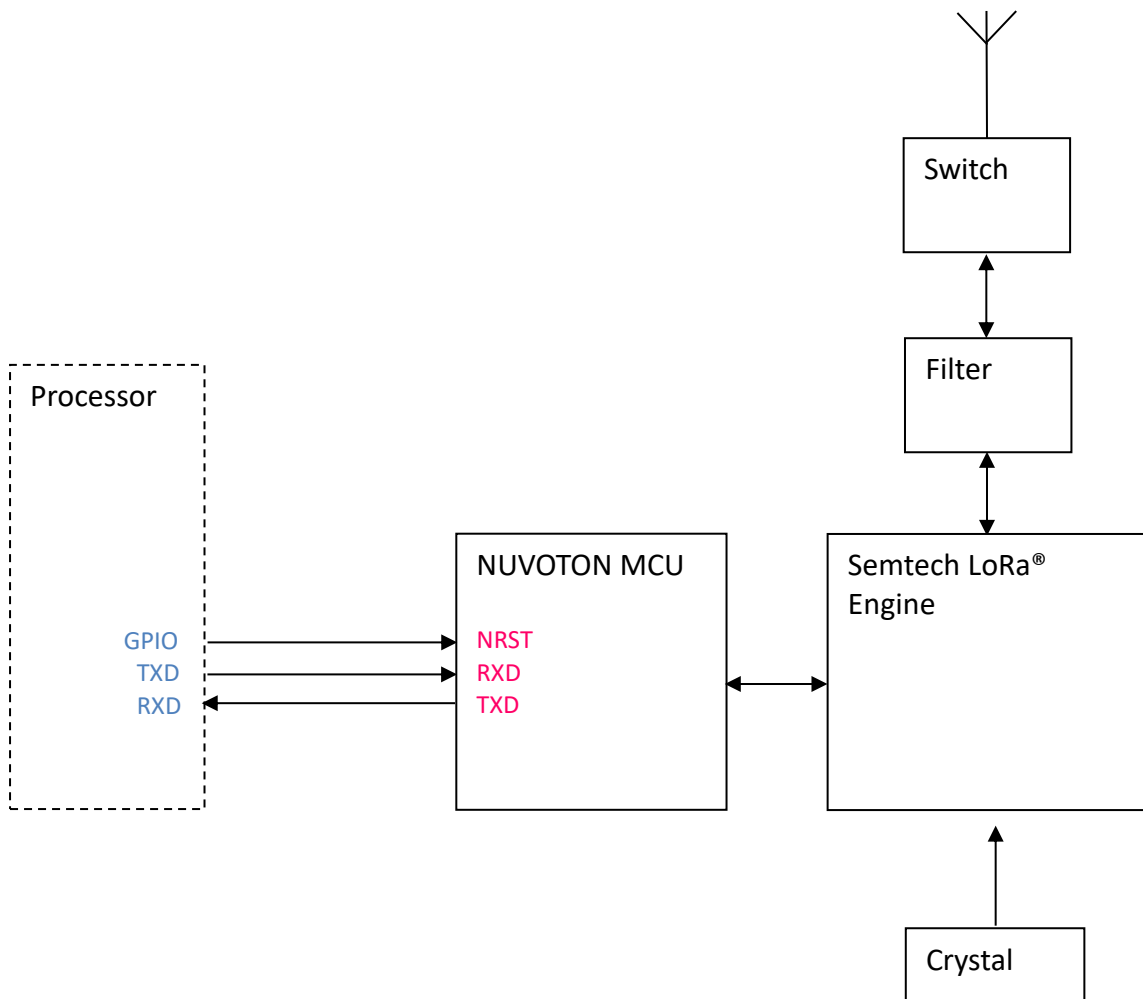 Switch
Filter
Processor
NUVOTON MCU
Semtech LoRa®
Engine
GPIO
NRST
TXD
RXD
RXD
TXD
Crystal